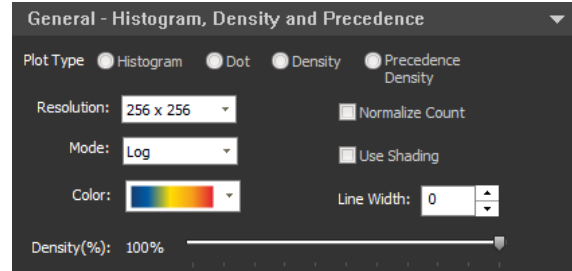 General - Histogram, Density and Precedence
Plot Type Histogram Dot Density Precedence Density
Resolution: 256 x 256 Normalize Count
Mode: Log Use Shading
Color: Line Width: 0
Density(%): 100%